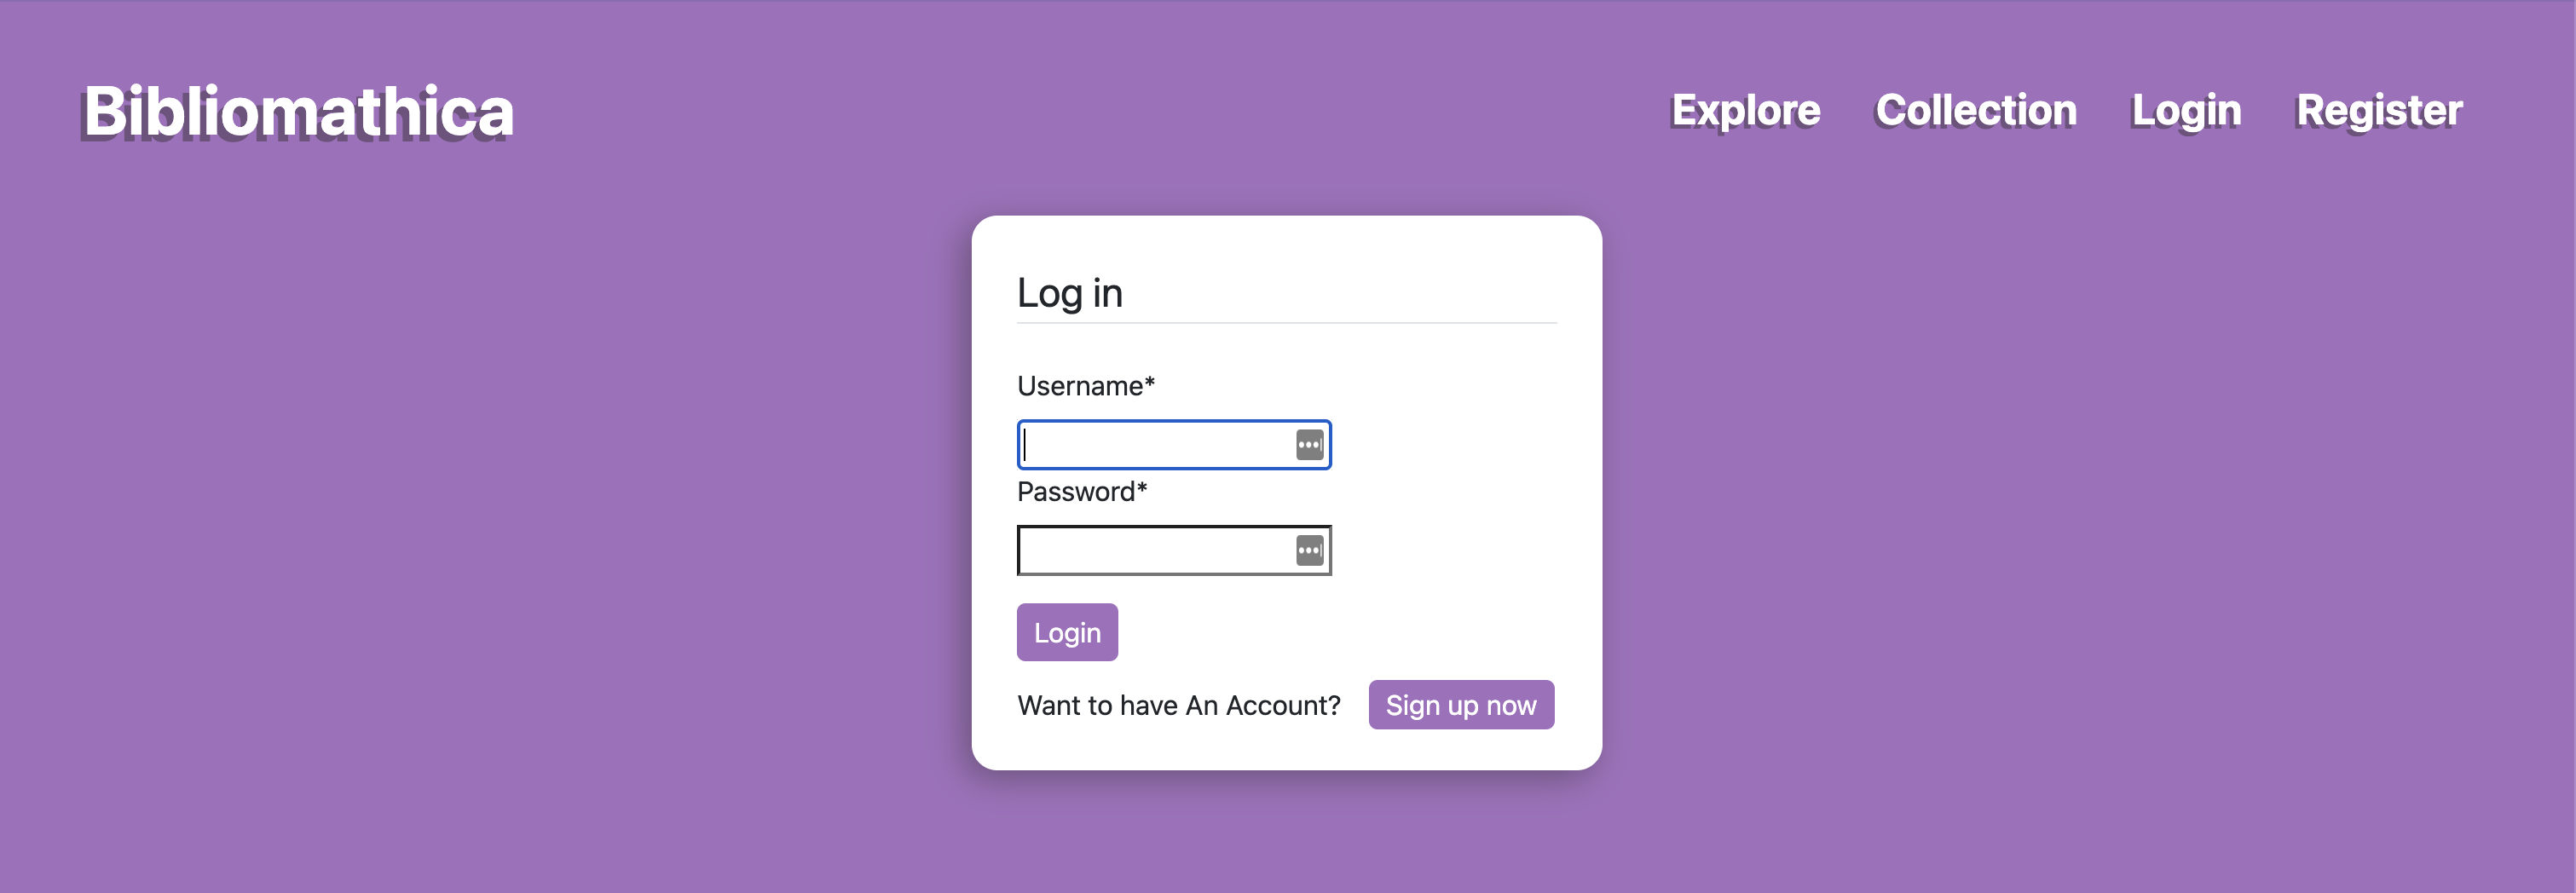 Bibliomathica
Explore Collection Login Register
Log in
Username*
Password*
Login
Want to have An Account? Sign up now